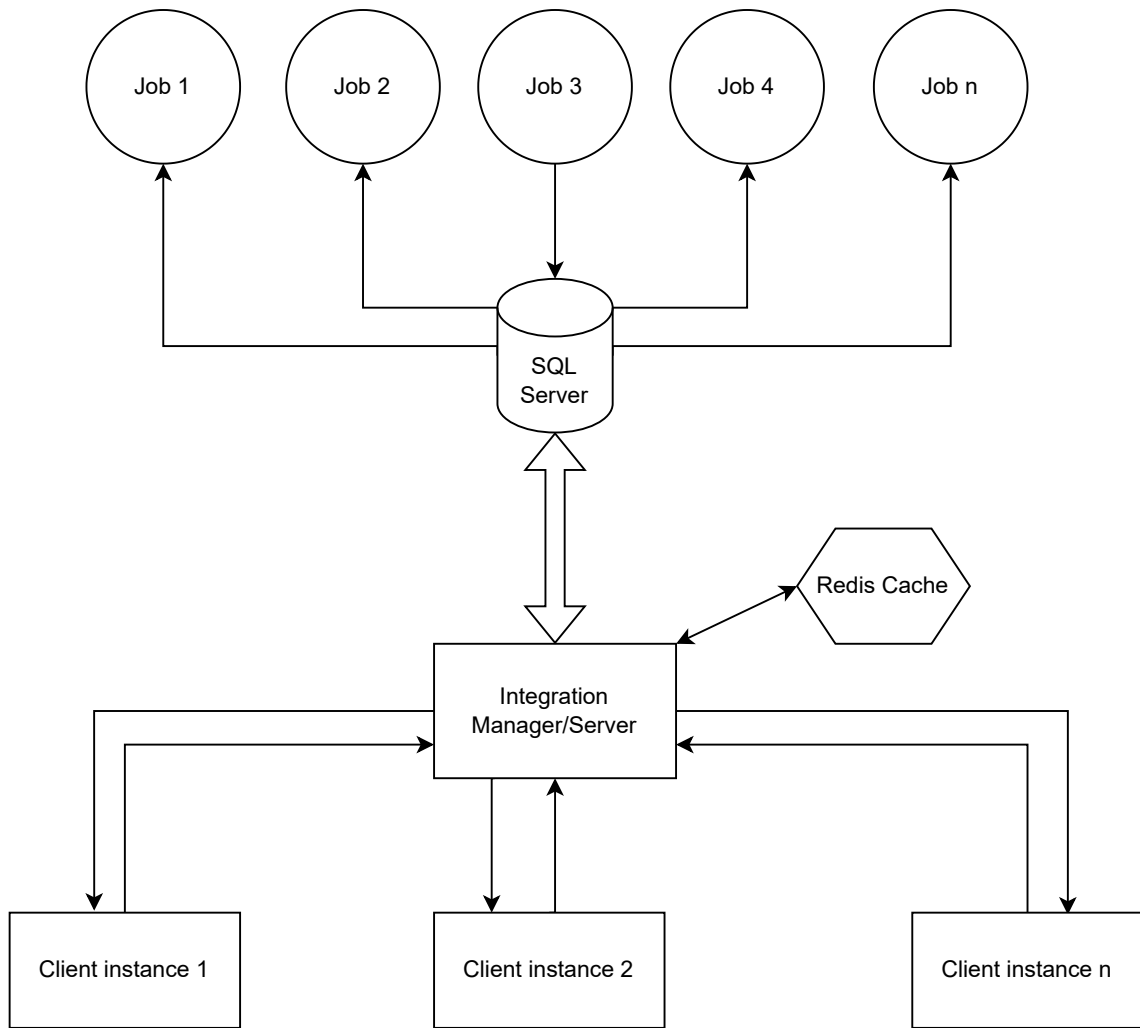 Job 1
Job 2
Job 3
Job 4
Job n
SQL
Server
Redis Cache
Integration
Manager/Server
Client instance 1
Client instance 2
Client instance n